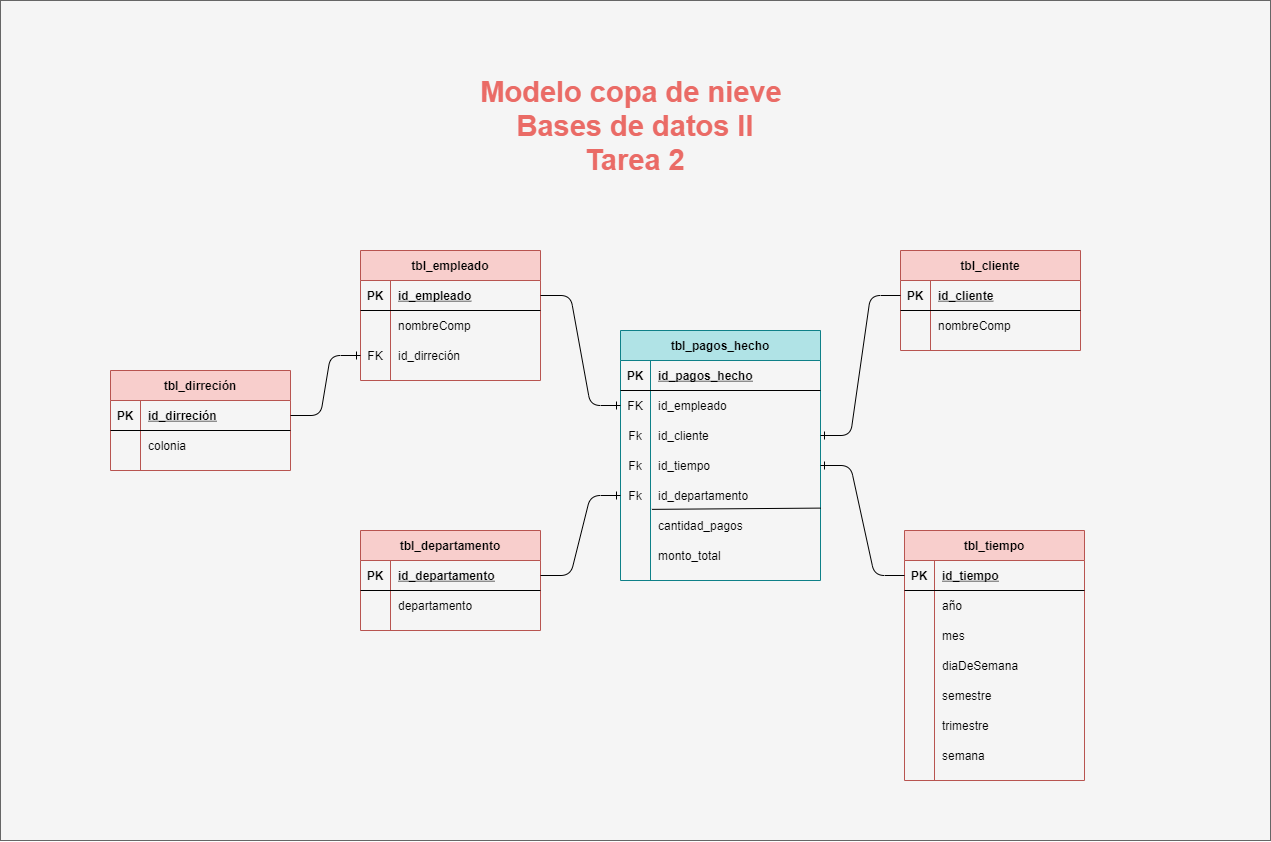 Modelo copa de nieve
Bases de datos II
Tarea 2
tbl_empleado
PK id_empleado
nombreComp
FK id_dirreción
tbl_dirreción
PK id_dirreción
colonia
tbl_departamento
PK id_departamento
departamento
tbl_pagos_hecho
PK id_pagos_hecho
FK id_empleado
Fk id_cliente
Fk id_tiempo
Fk id_departamento
cantidad_pagos
monto_total
tbl_cliente
PK id_cliente
nombreComp
tbl_tiempo
PK id_tiempo
año
mes
diaDeSemana
semestre
trimestre
semana